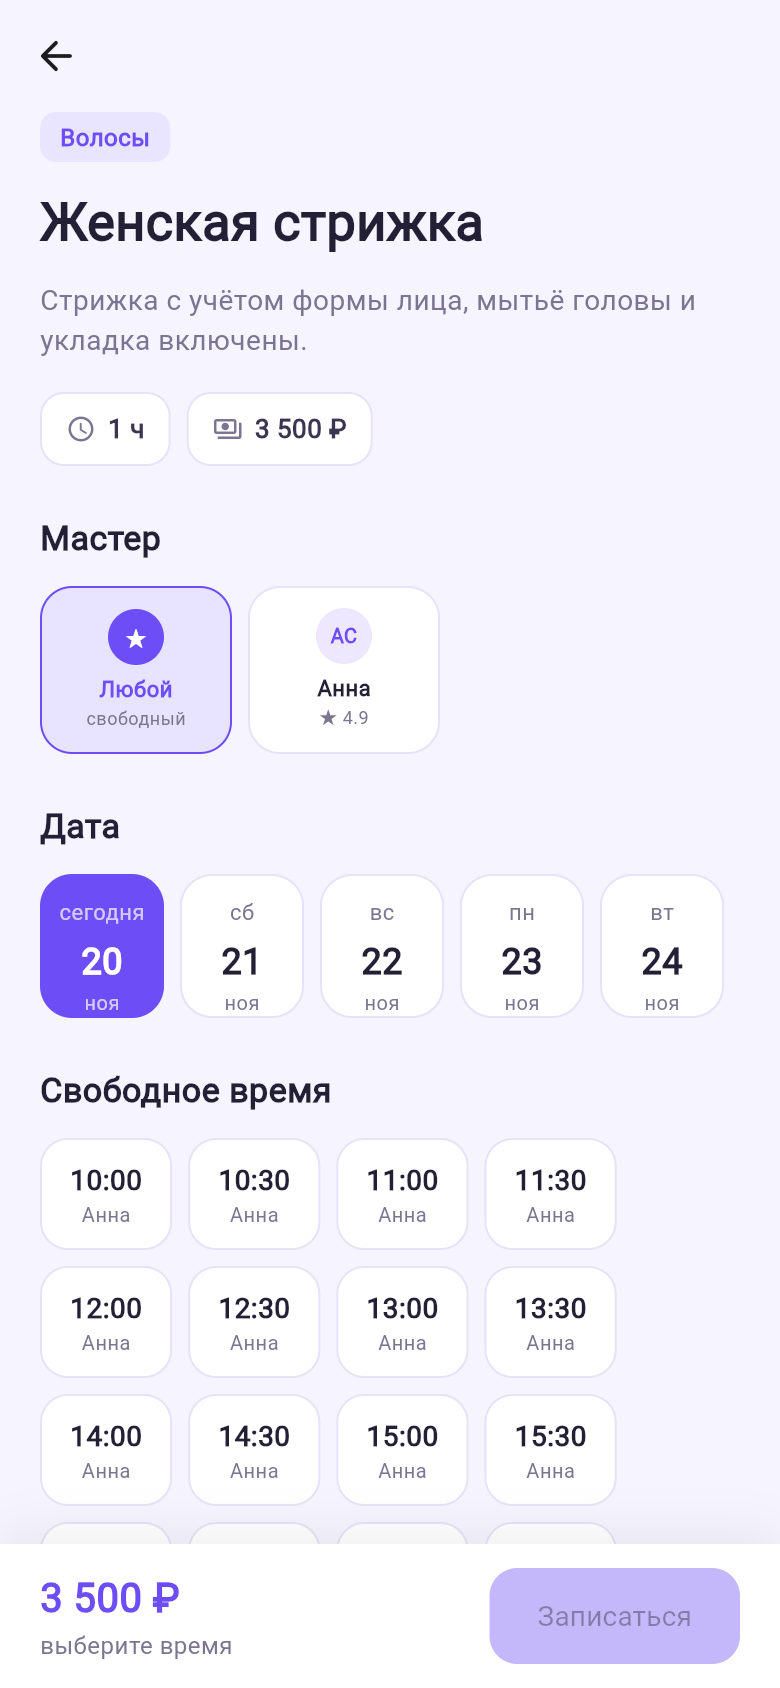 Волосы
Женская стрижка
Стрижка с учётом формы лица, мытьё головы и
укладка включены.
1 ч
3 500 ₽
Мастер
★
АС
Любой
Анна
свободный
★ 4.9
Дата
сегодня
сб
вс
пн
вт
20
21
22
23
24
ноя
ноя
ноя
ноя
ноя
Свободное время
10:00
10:30
11:00
11:30
Анна
Анна
Анна
Анна
12:00
12:30
13:00
13:30
Анна
Анна
Анна
Анна
14:00
14:30
15:00
15:30
Анна
Анна
Анна
Анна
3 500 ₽
выберите время
Записаться